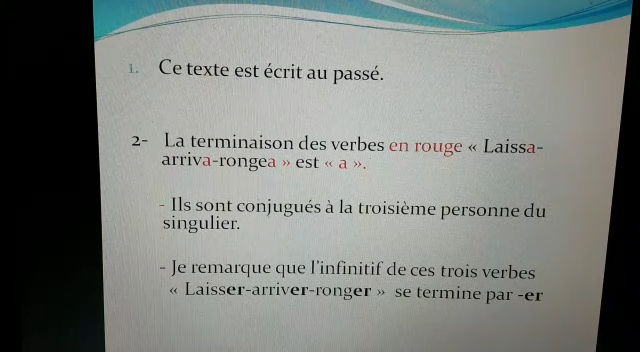 1. Ce texte est écrit au passé.
2- La terminaison des verbes en rouge « Laissa-
arriva-rongea » est « a ».
- Ils sont conjugués à la troisième personne du
singulier.
- Je remarque que l'infinitif de ces trois verbes
« Laisser-arriver-ronger » se termine par -er